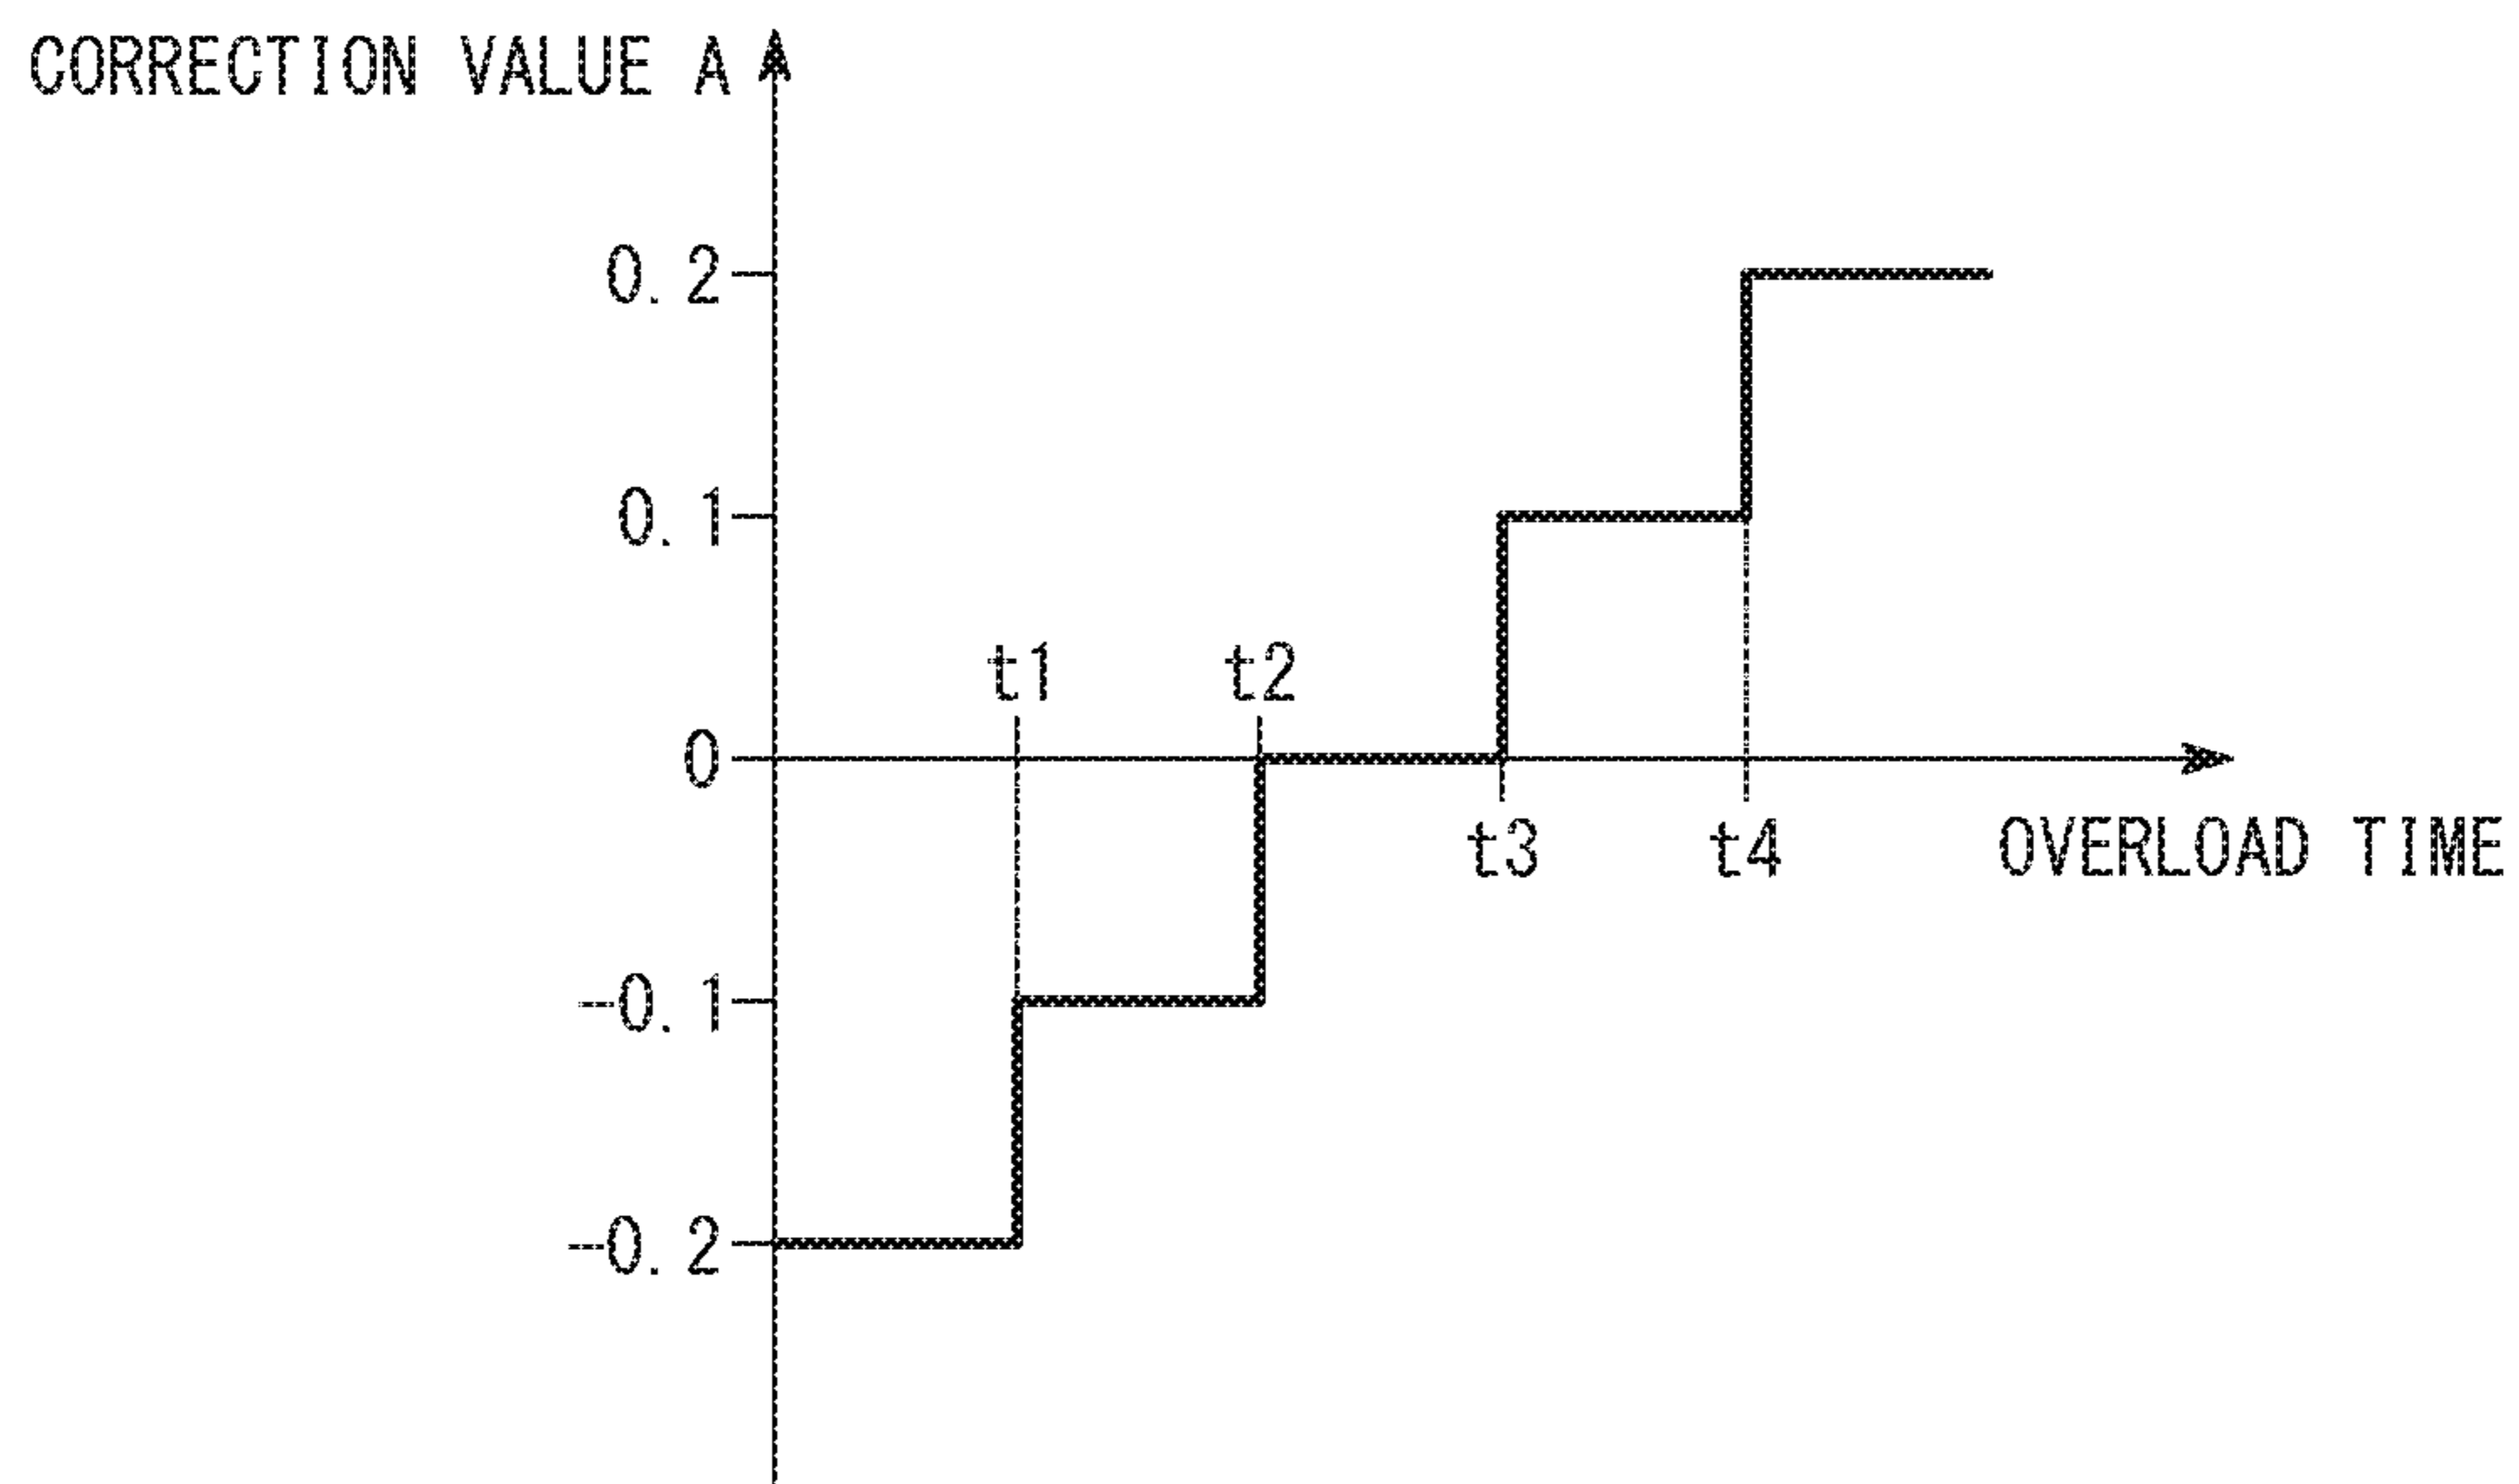 CORRECTION VALUE A
0.2
0.1
t1 t2
0
t3 t4 OVERLOAD TIME
-0.1
-0.2